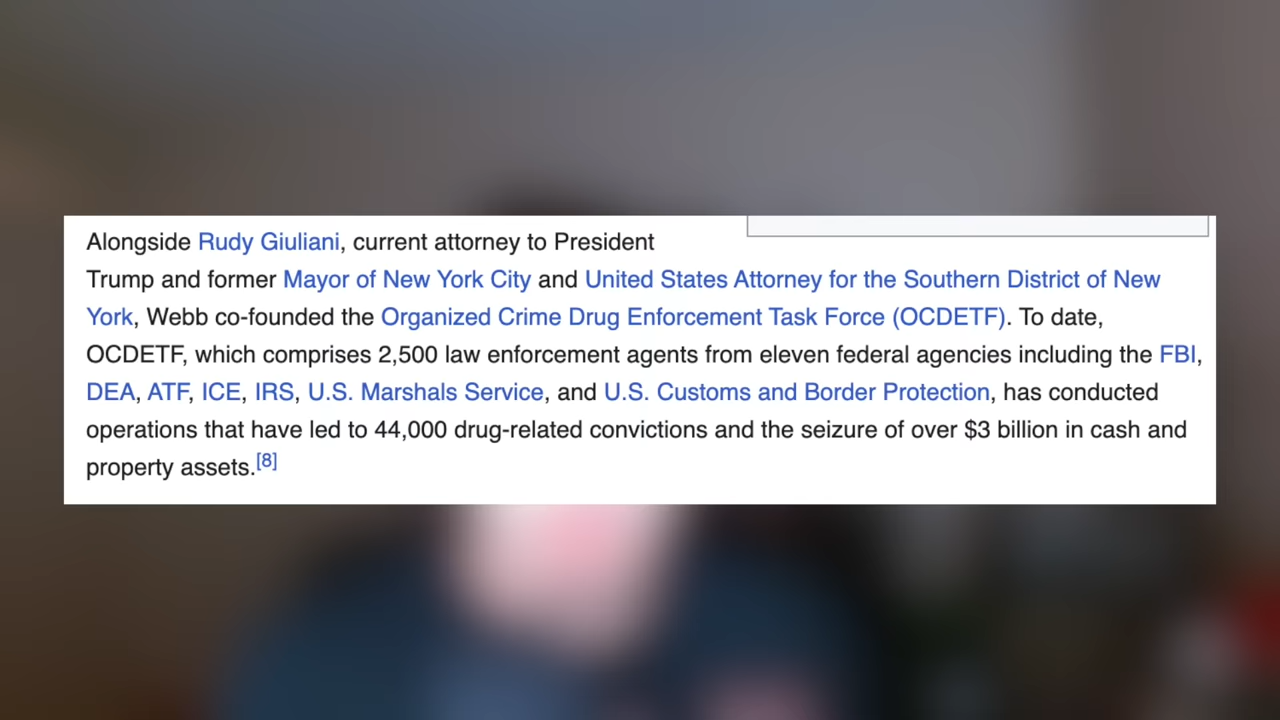 Alongside Rudy Giuliani, current attorney to President
Trump and former Mayor of New York City and United States Attorney for the Southern District of New
York, Webb co-founded the Organized Crime Drug Enforcement Task Force (OCDETF). To date,
OCDETF, which comprises 2,500 law enforcement agents from eleven federal agencies including the FBI,
DEA, ATF, ICE, IRS, U.S. Marshals Service, and U.S. Customs and Border Protection, has conducted
operations that have led to 44,000 drug-related convictions and the seizure of over $3 billion in cash and
property assets.[8]